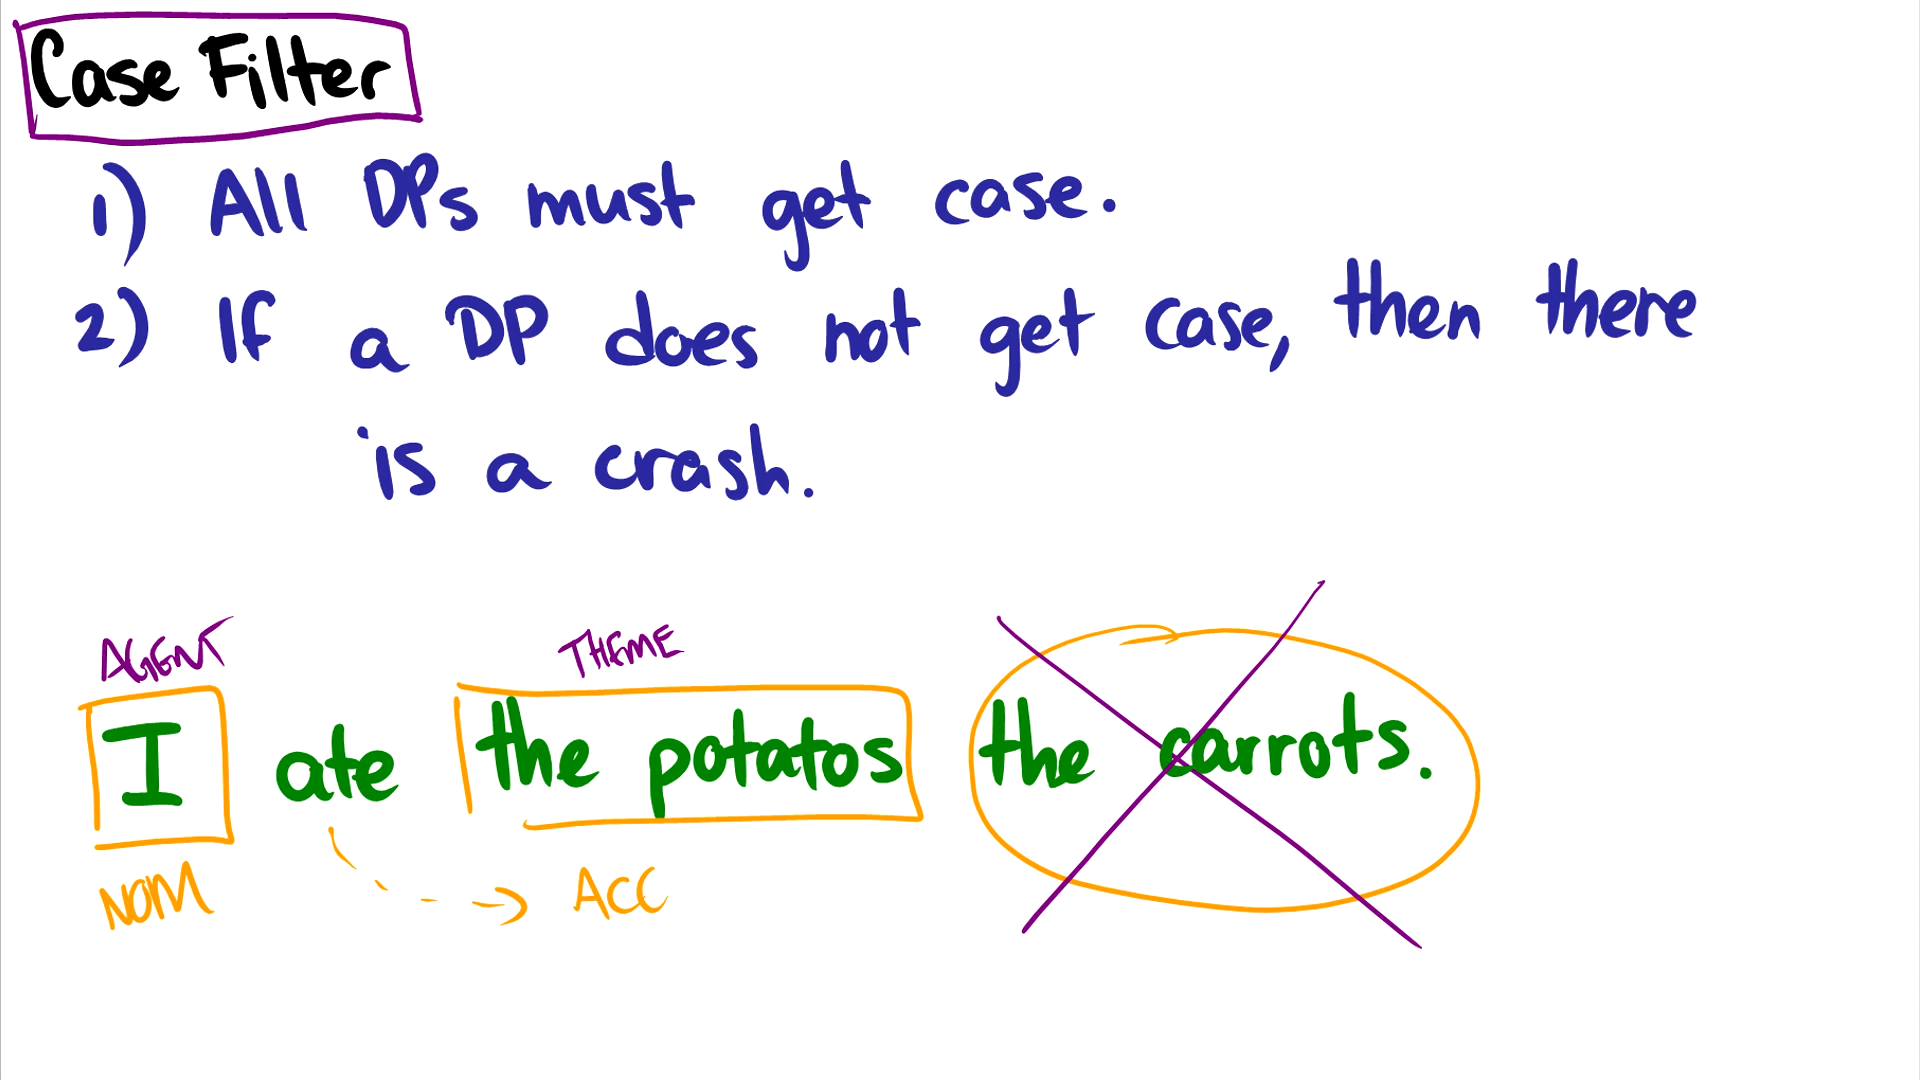 Case Filter
1) All DPs must get case.
2) If a DP does not get case, then there
is a crash.
AGENT THEME
I ate the potatos the carrots.
NOM ACC